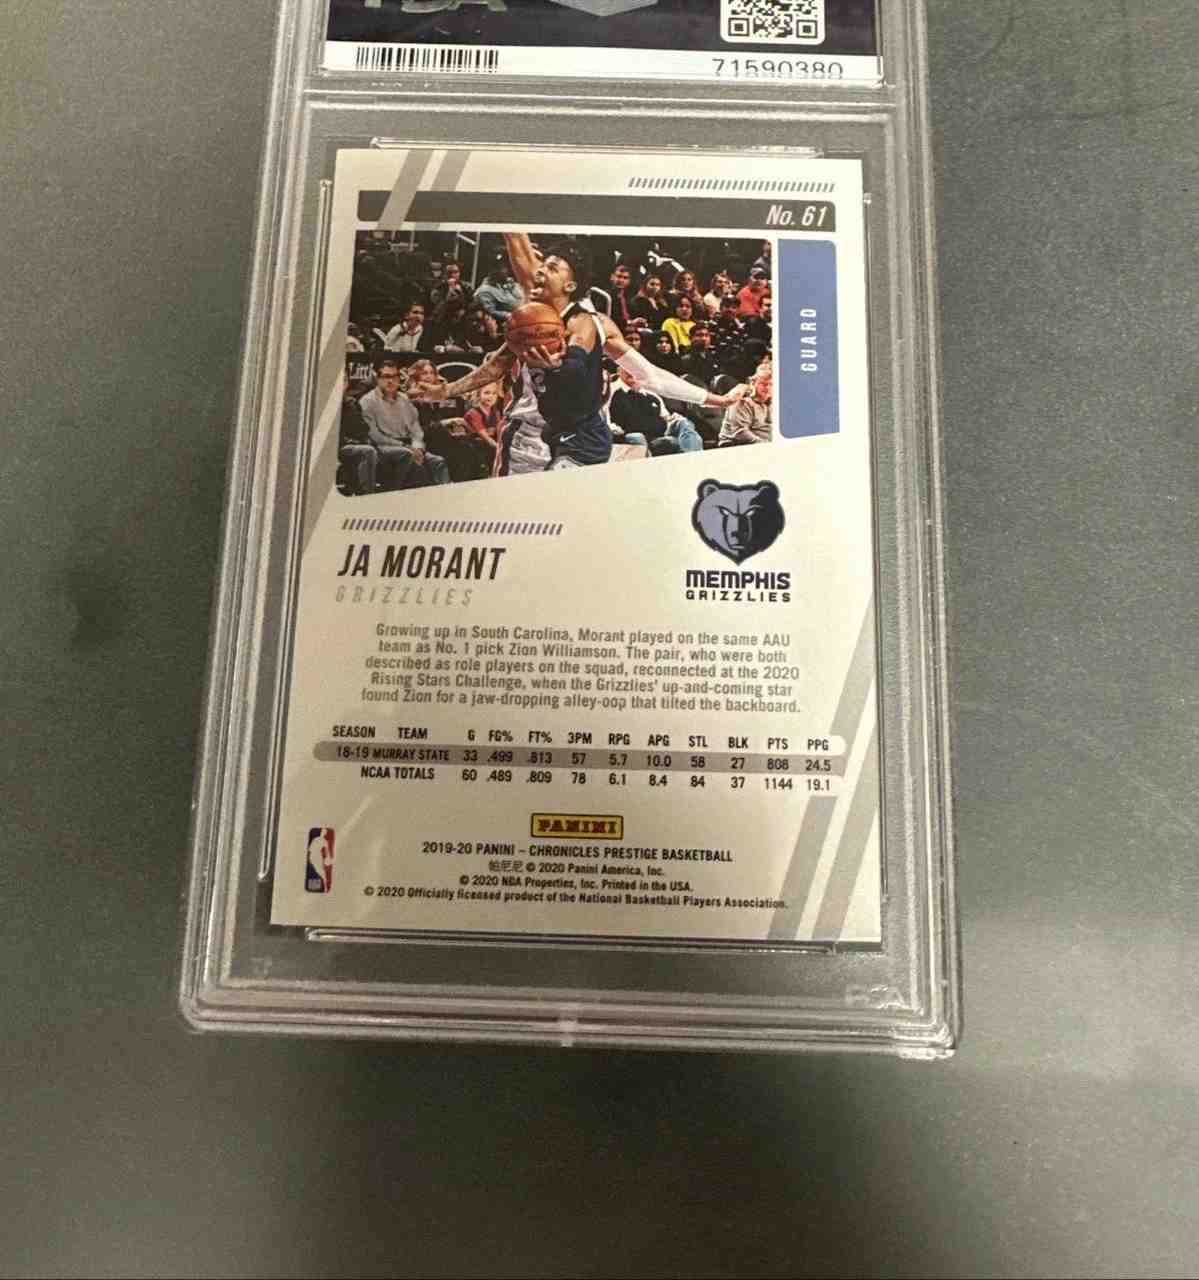 PSA
71590380
No. 61
GUARD
JA MORANT
GRIZZLIES
MEMPHIS
GRIZZLIES
Growing up in South Carolina, Morant played on the same AAU
team as No. 1 pick Zion Williamson. The pair, who were both
described as role players on the squad, reconnected at the 2020
Rising Stars Challenge, when the Grizzlies' up-and-coming star
found Zion for a jaw-dropping alley-oop that tilted the backboard.
SEASON TEAM G FG% FT% 3PM RPG APG STL BLK PTS PPG
18-19 MURRAY STATE 33 .499 .813 57 5.7 10.0 58 27 808 24.5
NCAA TOTALS 60 .489 .809 78 6.1 8.4 84 37 1144 19.1
PANINI
2019-20 PANINI – CHRONICLES PRESTIGE BASKETBALL
帕尼尼 © 2020 Panini America, Inc.
© 2020 NBA Properties, Inc. Printed in the USA.
© 2020 Officially licensed product of the National Basketball Players Association.
NBA